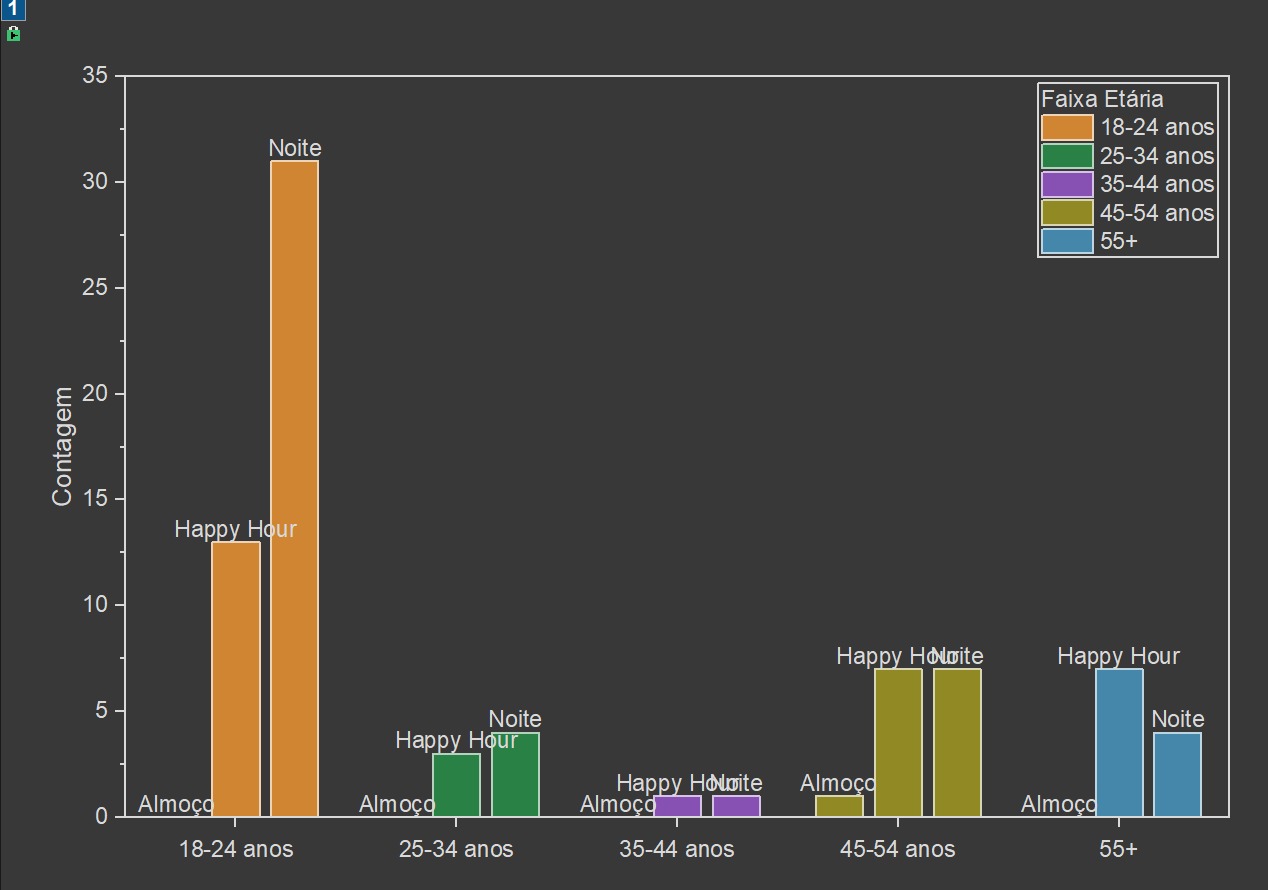 1
35
30
25
20
15
10
5
0
Contagem
Faixa Etária
18-24 anos
25-34 anos
35-44 anos
45-54 anos
55+
Almoço
Happy Hour
Noite
Almoço
Happy Hour
Noite
Almoço
Happy Hour
Noite
Almoço
Happy Hour
Noite
Almoço
Happy Hour
Noite
18-24 anos
25-34 anos
35-44 anos
45-54 anos
55+